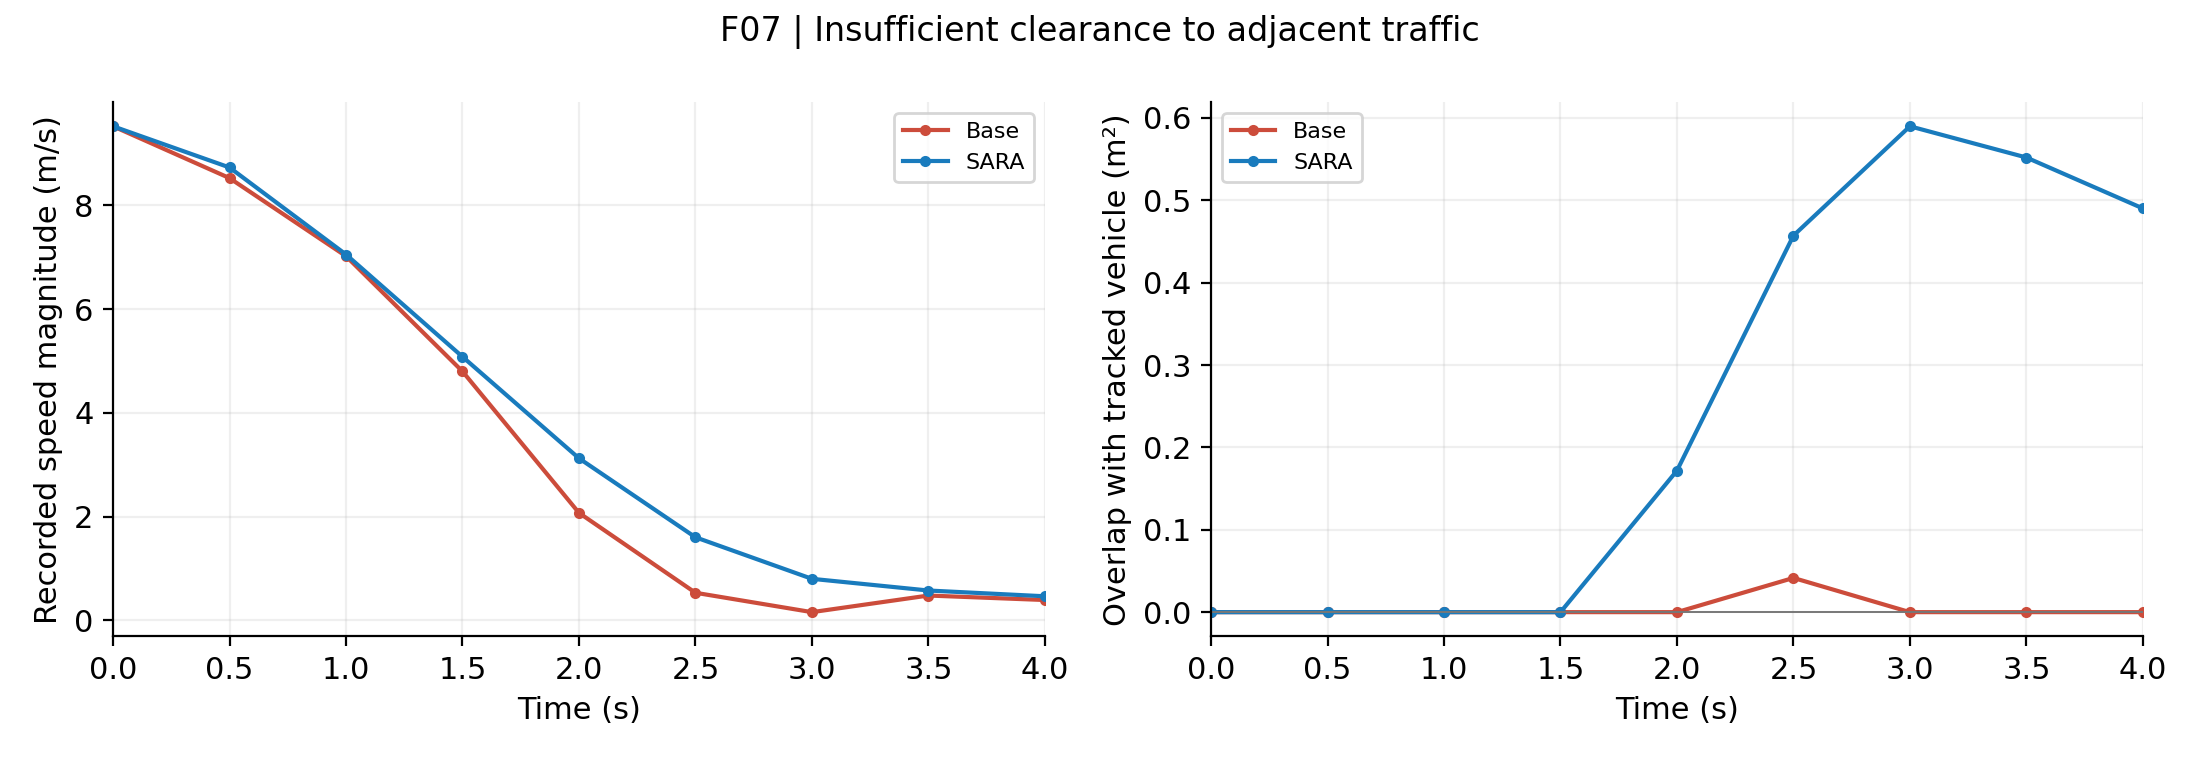 F07 | Insufficient clearance to adjacent traffic
Recorded speed magnitude (m/s)
8
6
4
2
0
Base
SARA
0.0 0.5 1.0 1.5 2.0 2.5 3.0 3.5 4.0
Time (s)
Overlap with tracked vehicle (m²)
0.6
0.5
0.4
0.3
0.2
0.1
0.0
Base
SARA
0.0 0.5 1.0 1.5 2.0 2.5 3.0 3.5 4.0
Time (s)